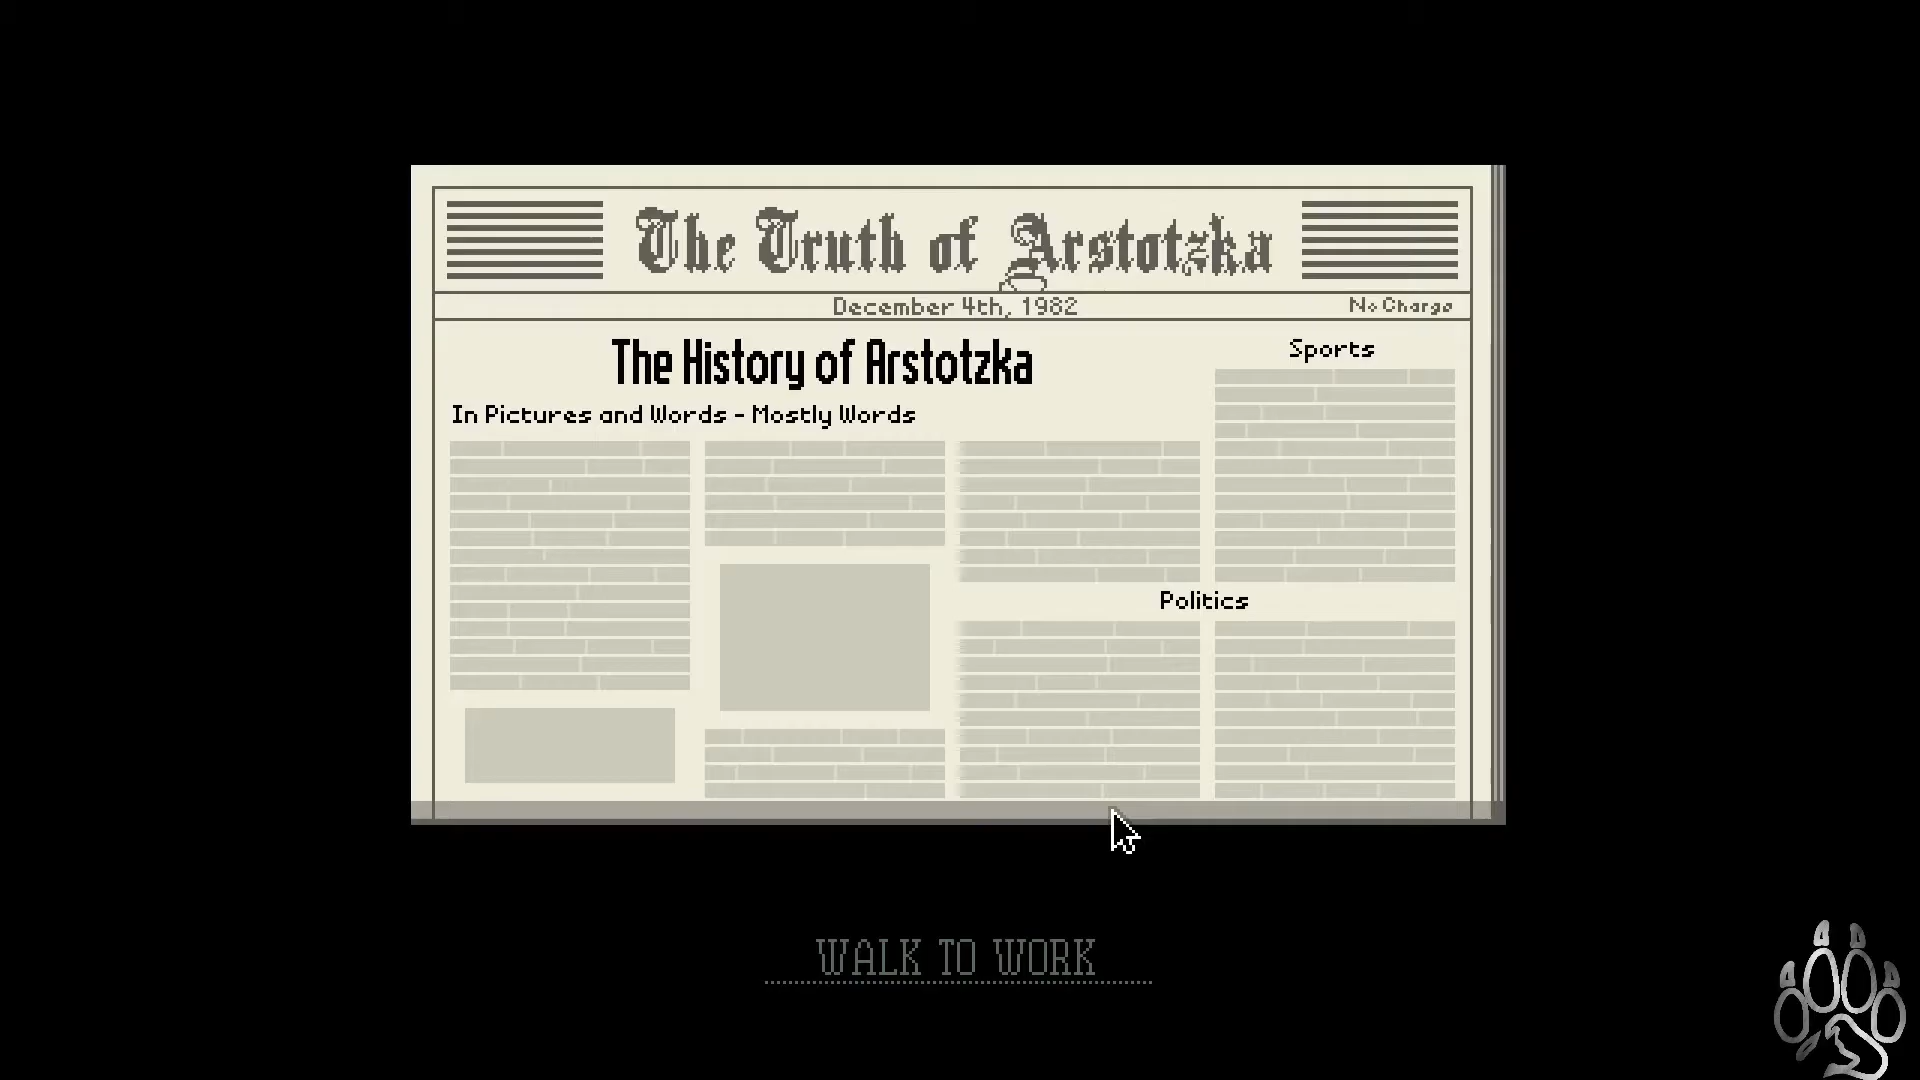 The Truth of Arstotzka
December 4th, 1982
No Charge
The History of Arstotzka
In Pictures and Words - Mostly Words
Sports
Politics
WALK TO WORK